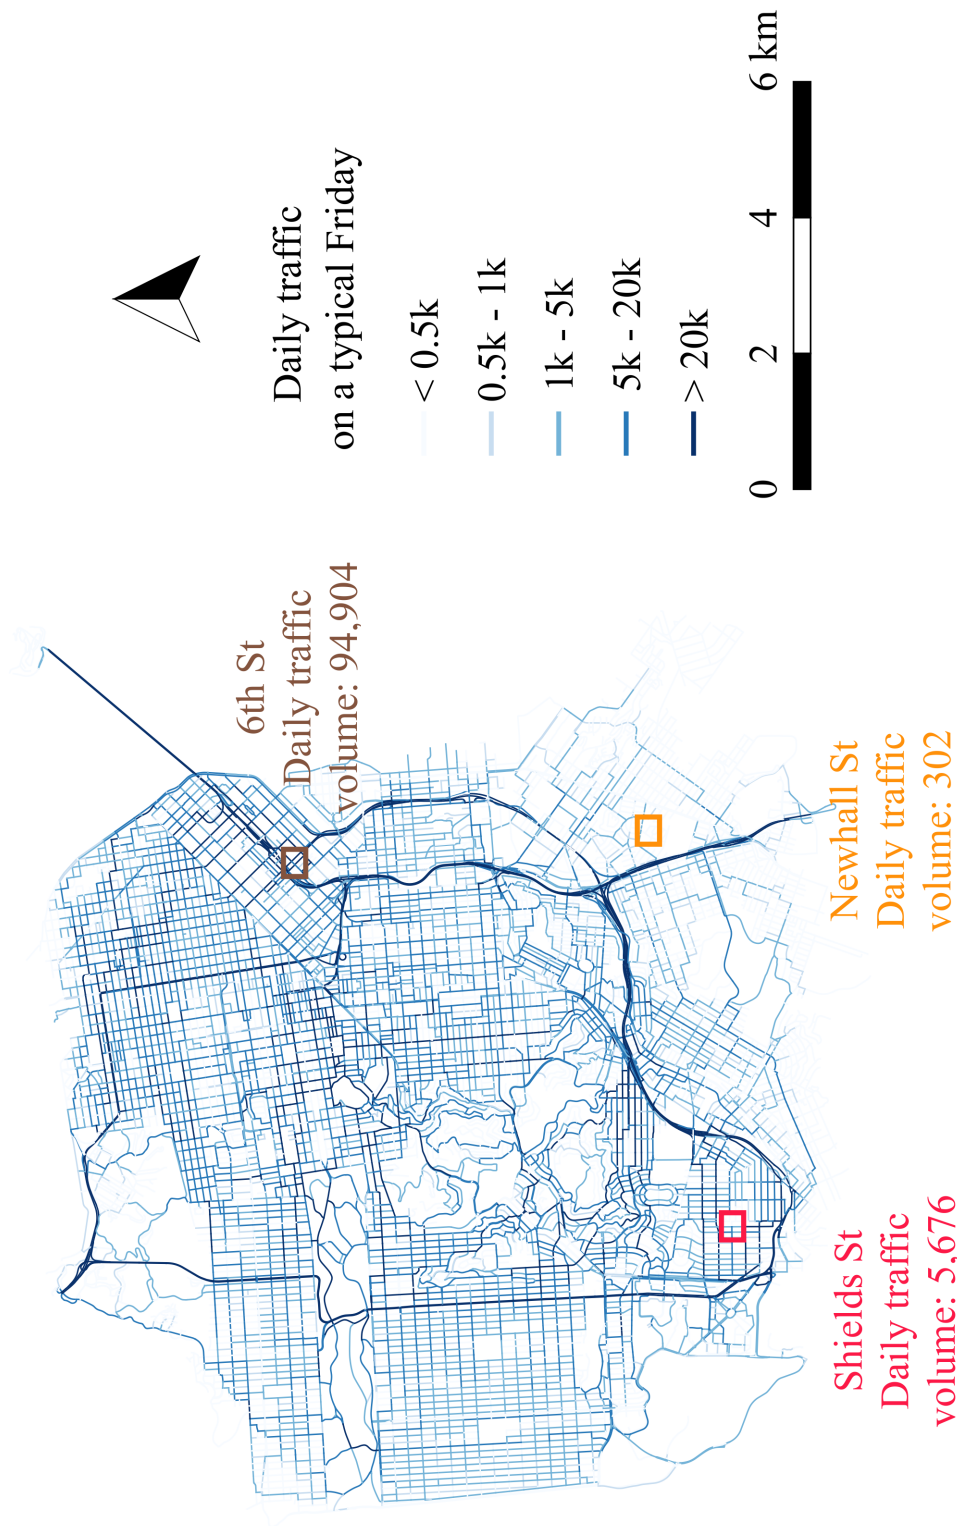 6th St
Daily traffic
volume: 94,904
Daily traffic
on a typical Friday
< 0.5k
0.5k - 1k
1k - 5k
5k - 20k
> 20k
0
2
4
6 km
Shields St
Daily traffic
volume: 5,676
Newhall St
Daily traffic
volume: 302